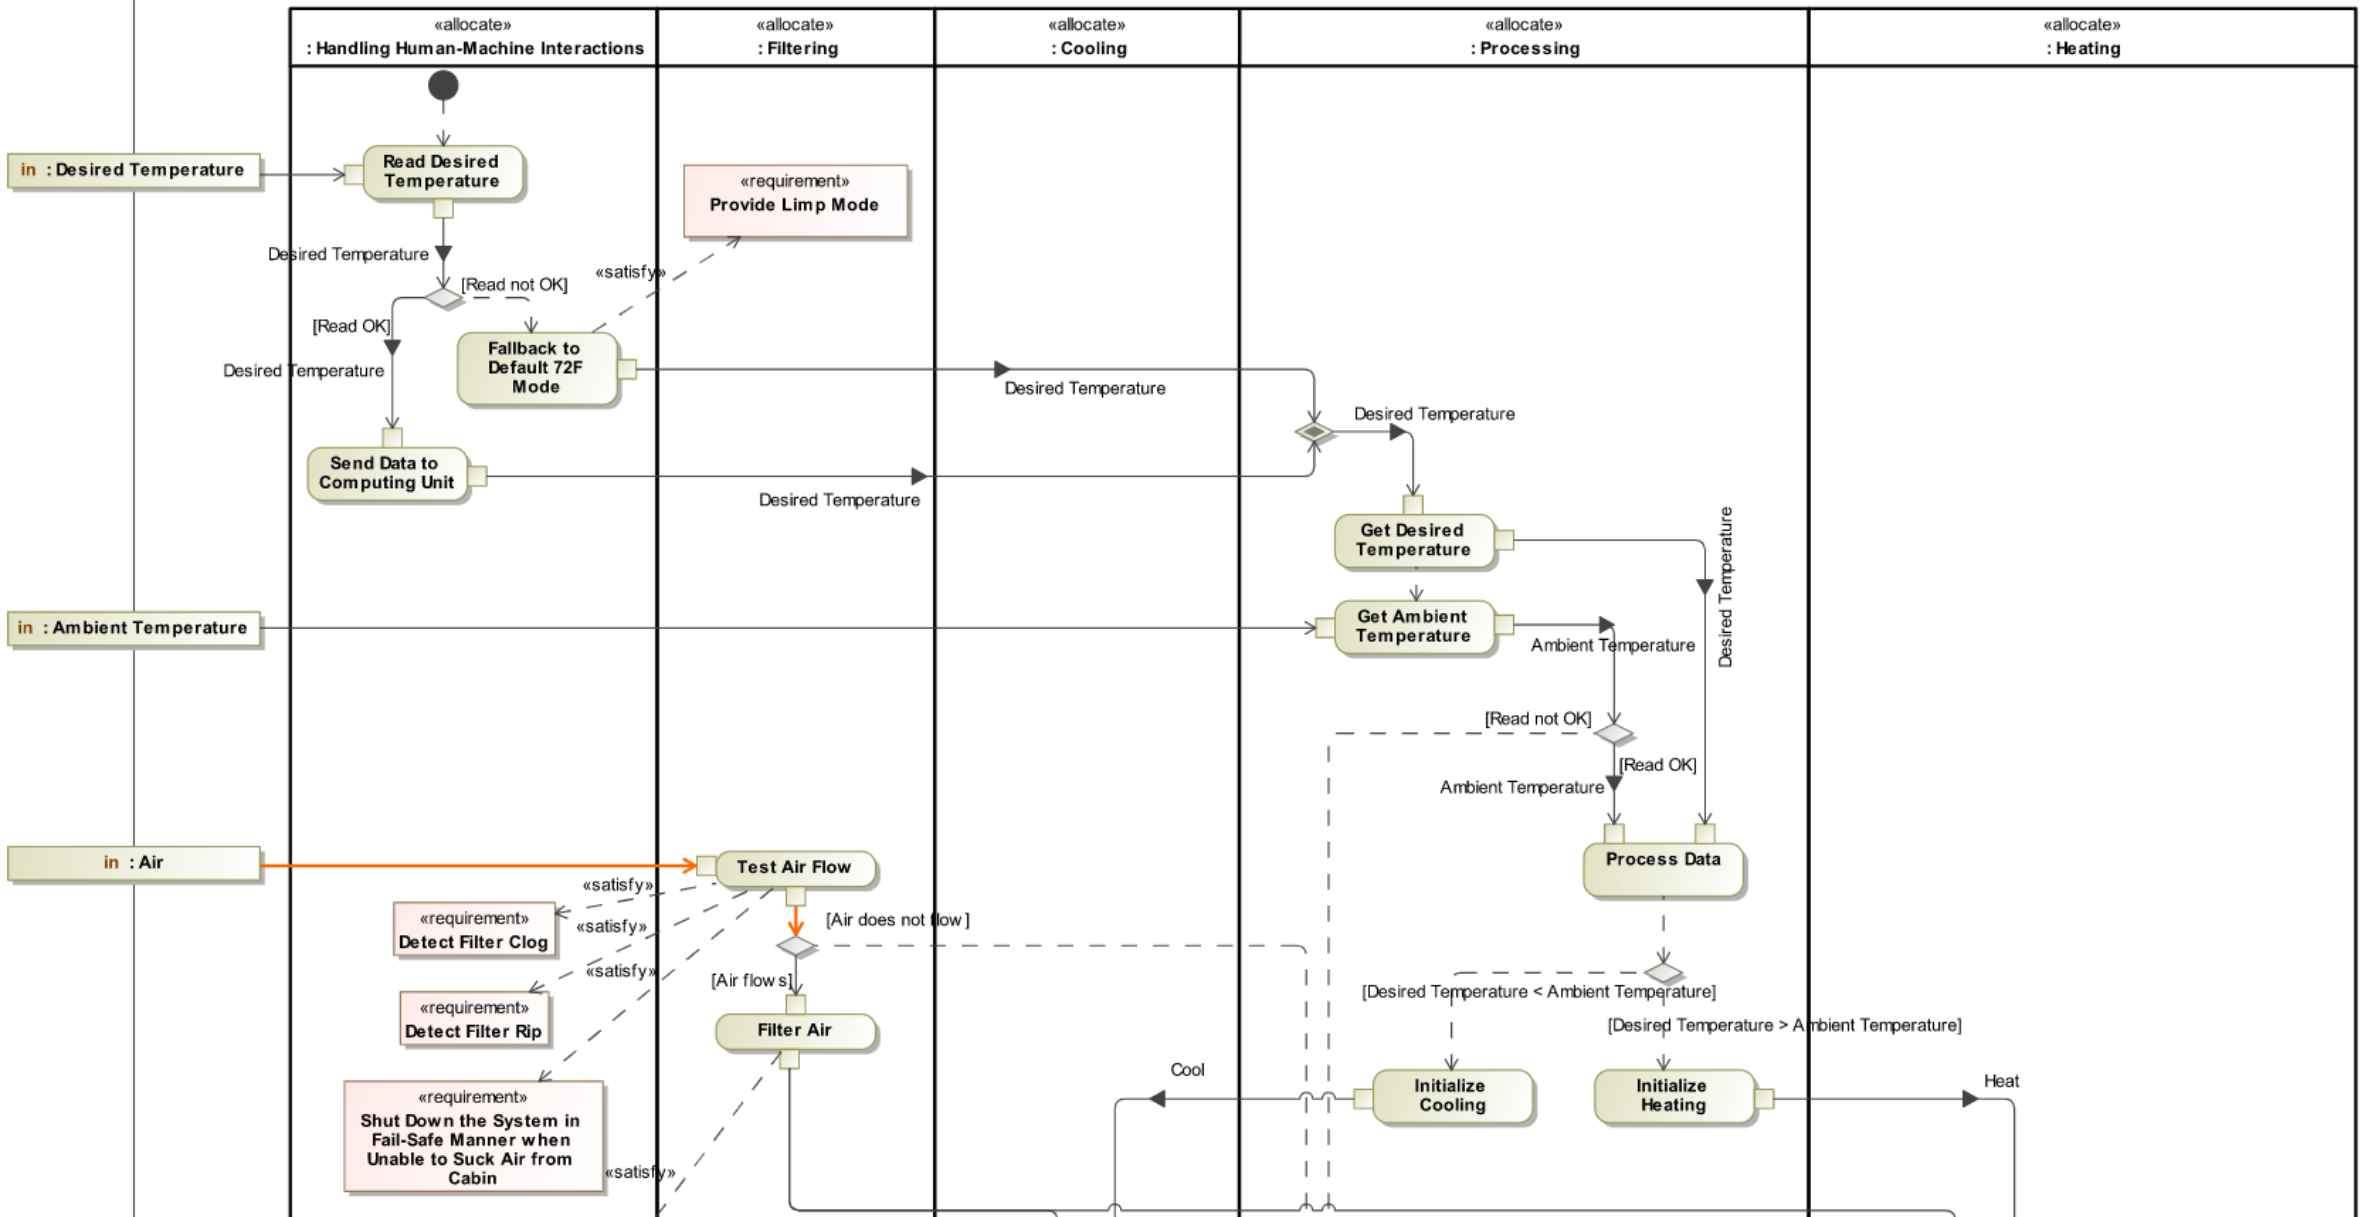 «allocate»
: Handling Human-Machine Interactions
«allocate»
: Filtering
«allocate»
: Cooling
«allocate»
: Processing
«allocate»
: Heating
in : Desired Temperature
Read Desired
Temperature
«requirement»
Provide Limp Mode
Desired Temperature
«satisfy»
[Read not OK]
[Read OK]
Fallback to
Default 72F
Mode
Desired Temperature
Desired Temperature
Desired Temperature
Send Data to
Computing Unit
Desired Temperature
Get Desired
Temperature
Desired Temperature
in : Ambient Temperature
Get Ambient
Temperature
Ambient Temperature
[Read not OK]
[Read OK]
Ambient Temperature
in : Air
Test Air Flow
Process Data
«satisfy»
«requirement»
Detect Filter Clog
«satisfy»
[Air does not flow]
«satisfy»
[Air flows]
«requirement»
Detect Filter Rip
Filter Air
[Desired Temperature < Ambient Temperature]
[Desired Temperature > Ambient Temperature]
Cool
Initialize
Cooling
Initialize
Heating
Heat
«requirement»
Shut Down the System in
Fail-Safe Manner when
Unable to Suck Air from
Cabin
«satisfy»